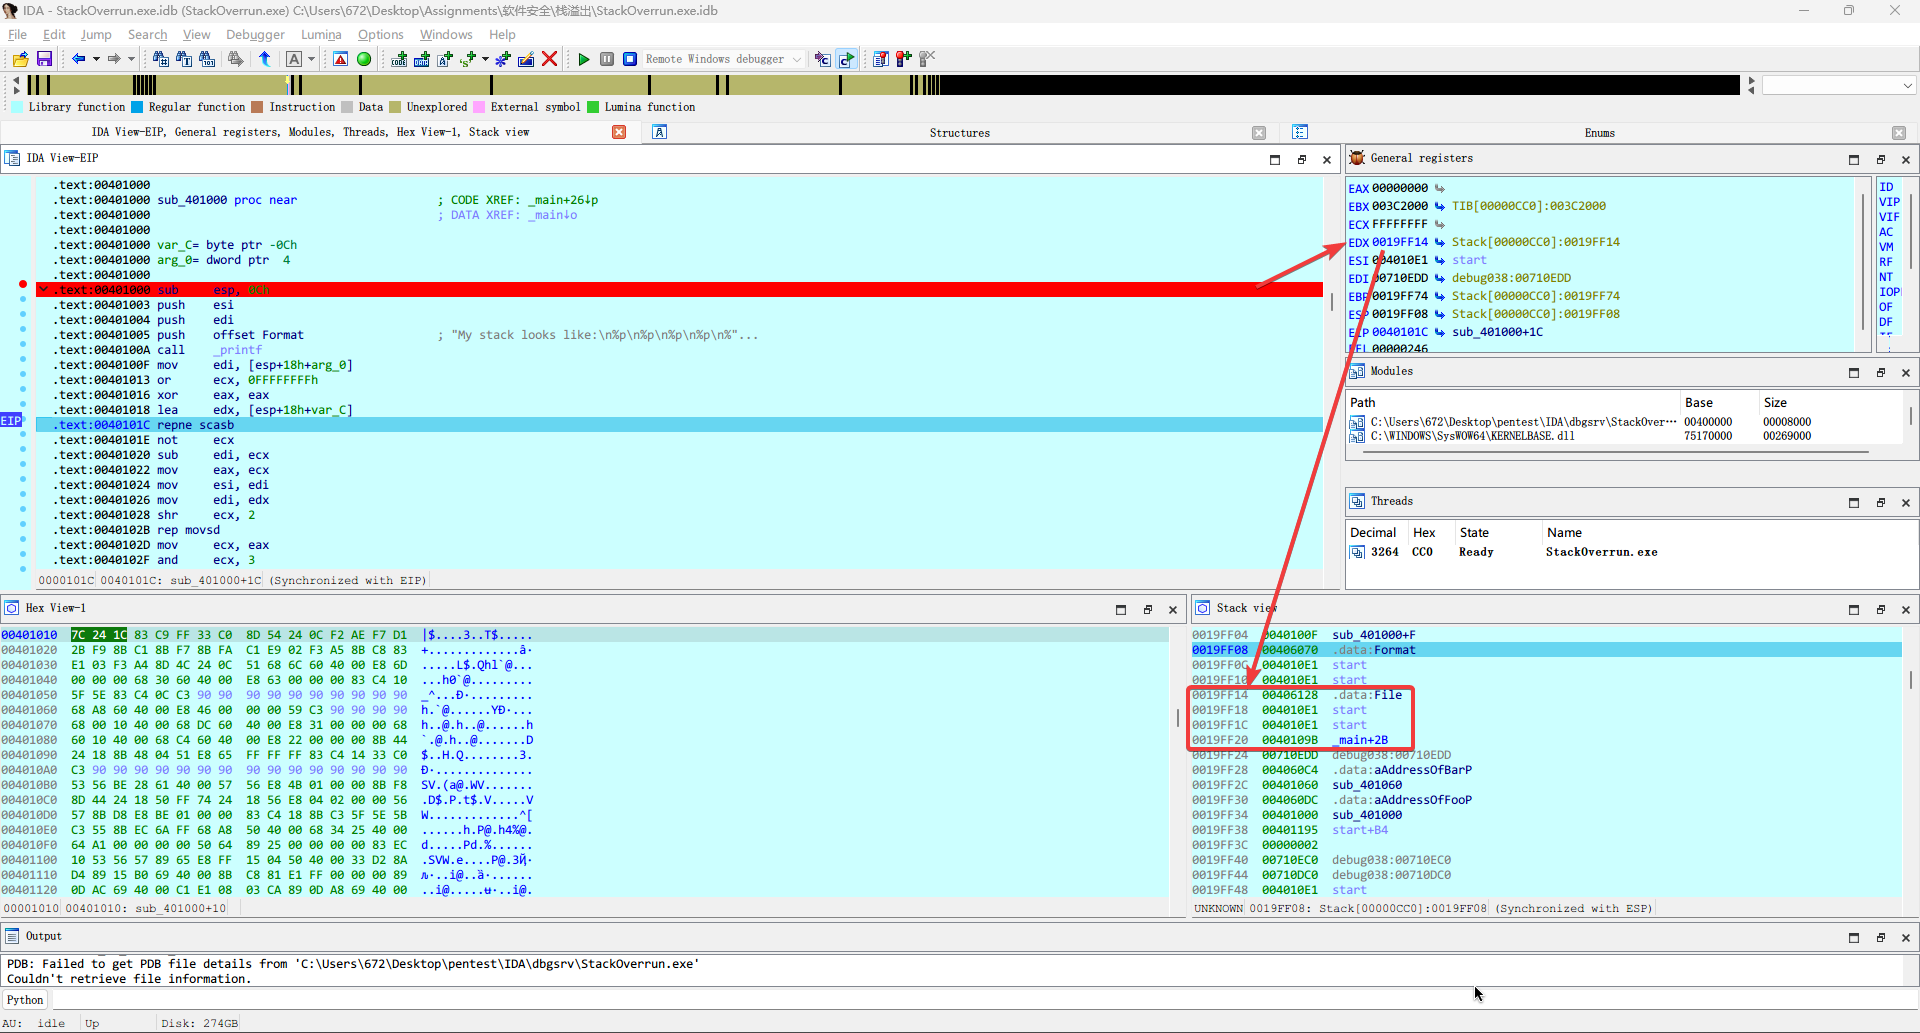 IDA - StackOverrun.exe.idb (StackOverrun.exe) C:\Users\672\Desktop\Assignments\软件安全\栈溢出\StackOverrun.exe.idb
File Edit Jump Search View Debugger Lumina Options Windows Help
Remote Windows debugger
Library function Regular function Instruction Data Unexplored External symbol Lumina function
IDA View-EIP, General registers, Modules, Threads, Hex View-1, Stack view
Structures
Enums
IDA View-EIP
.text:00401000
.text:00401000 sub_401000 proc near ; CODE XREF: _main+26↓p
.text:00401000 ; DATA XREF: _main↓o
.text:00401000
.text:00401000 var_C= byte ptr -0Ch
.text:00401000 arg_0= dword ptr 4
.text:00401000
.text:00401000 sub esp, 0Ch
.text:00401003 push esi
.text:00401004 push edi
.text:00401005 push offset Format ; "My stack looks like:\n%p\n%p\n%p\n%p\n%"...
.text:0040100A call _printf
.text:0040100F mov edi, [esp+18h+arg_0]
.text:00401013 or ecx, 0FFFFFFFFh
.text:00401016 xor eax, eax
.text:00401018 lea edx, [esp+18h+var_C]
EIP
.text:0040101C repne scasb
.text:0040101E not ecx
.text:00401020 sub edi, ecx
.text:00401022 mov eax, ecx
.text:00401024 mov esi, edi
.text:00401026 mov edi, edx
.text:00401028 shr ecx, 2
.text:0040102B rep movsd
.text:0040102D mov ecx, eax
.text:0040102F and ecx, 3
0000101C 0040101C: sub_401000+1C (Synchronized with EIP)
General registers
EAX 00000000
EBX 003C2000 TIB[00000CC0]:003C2000
ECX FFFFFFFF
EDX 0019FF14 Stack[00000CC0]:0019FF14
ESI 004010E1 start
EDI 00710EDD debug038:00710EDD
EBP 0019FF74 Stack[00000CC0]:0019FF74
ESP 0019FF08 Stack[00000CC0]:0019FF08
EIP 0040101C sub_401000+1C
EFL 00000246
ID
VIP
VIF
AC
VM
RF
NT
IOP
OF
DF
Modules
Path Base Size
C:\Users\672\Desktop\pentest\IDA\dbgsrv\StackOver··· 00400000 00008000
C:\WINDOWS\SysWOW64\KERNELBASE.dll 75170000 00269000
Threads
Decimal Hex State Name
3264 CC0 Ready StackOverrun.exe
Hex View-1
00401010 7C 24 1C 83 C9 FF 33 C0 8D 54 24 0C F2 AE F7 D1 |$....3..T$.....
00401020 2B F9 8B C1 8B F7 8B FA C1 E9 02 F3 A5 8B C8 83
00401030 E1 03 F3 A4 8D 4C 24 0C 51 68 6C 60 40 00 E8 6D .....L$.Qhl`@...
00401040 00 00 00 68 30 60 40 00 E8 63 00 00 00 83 C4 10 ...h0`@.........
00401050 5F 5E 83 C4 0C C3 90 90 90 90 90 90 90 90 90 90
00401060 68 A8 60 40 00 E8 46 00 00 00 59 C3 90 90 90 90
00401070 68 00 10 40 00 68 DC 60 40 00 E8 31 00 00 00 68 h..@.h..@......h
00401080 60 10 40 00 68 C4 60 40 00 E8 22 00 00 00 8B 44
00401090 24 18 8B 48 04 51 E8 65 FF FF FF 83 C4 14 33 C0 $..H.Q.......3.
004010A0 C3 90 90 90 90 90 90 90 90 90 90 90 90 90 90 90
004010B0 53 56 BE 28 61 40 00 57 56 E8 4B 01 00 00 8B F8 SV.(a@.WV.......
004010C0 8D 44 24 18 50 FF 74 24 18 56 E8 04 02 00 00 56 .D$.P.t$.V.....V
004010D0 57 8B D8 E8 BE 01 00 00 83 C4 18 8B C3 5F 5E 5B W............^[
004010E0 C3 55 8B EC 6A FF 68 A8 50 40 00 68 34 25 40 00 ......h.P@.h4%@.
004010F0 64 A1 00 00 00 00 50 64 89 25 00 00 00 00 83 EC d.....Pd.%......
00401100 10 53 56 57 89 65 E8 FF 15 04 50 40 00 33 D2 8A
00401110 D4 89 15 B0 69 40 00 8B C8 81 E1 FF 00 00 00 89
00401120 0D AC 69 40 00 C1 E1 08 03 CA 89 0D A8 69 40 00
00001010 00401010: sub_401000+10
Stack view
0019FF04 0040100F sub_401000+F
0019FF08 00406070 .data:Format
0019FF0C 004010E1 start
0019FF10 004010E1 start
0019FF14 00406128 .data:File
0019FF18 004010E1 start
0019FF1C 004010E1 start
0019FF20 0040109B _main+2B
0019FF24 00710EDD debug038:00710EDD
0019FF28 004060C4 .data:aAddressOfBarP
0019FF2C 00401060 sub_401060
0019FF30 004060DC .data:aAddressOfFooP
0019FF34 00401000 sub_401000
0019FF38 00401195 start+B4
0019FF3C 00000002
0019FF40 00710EC0 debug038:00710EC0
0019FF44 00710DC0 debug038:00710DC0
0019FF48 004010E1 start
UNKNOWN 0019FF08: Stack[00000CC0]:0019FF08 (Synchronized with ESP)
Output
PDB: Failed to get PDB file details from 'C:\Users\672\Desktop\pentest\IDA\dbgsrv\StackOverrun.exe'
Couldn't retrieve file information.
Python
AU: idle Up Disk: 274GB